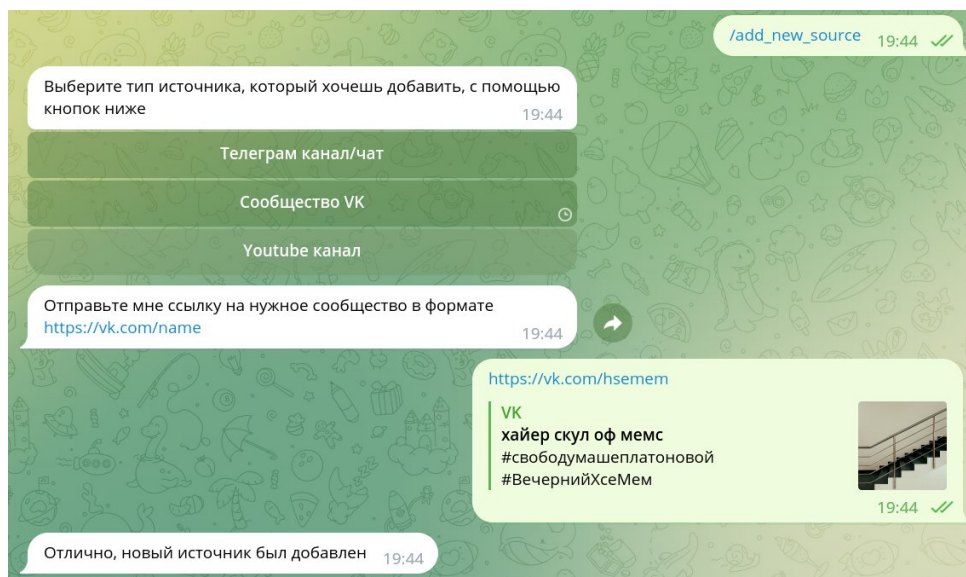 /add_new_source 19:44
Выберите тип источника, который хочешь добавить, с помощью
кнопок ниже 19:44
Телеграм канал/чат
Сообщество VK
Youtube канал
Отправьте мне ссылку на нужное сообщество в формате
https://vk.com/name 19:44
https://vk.com/hsemem
VK
хайер скул оф мемс
#свободумашеплатоновой
#ВечернийХсеМем
19:44
Отлично, новый источник был добавлен 19:44